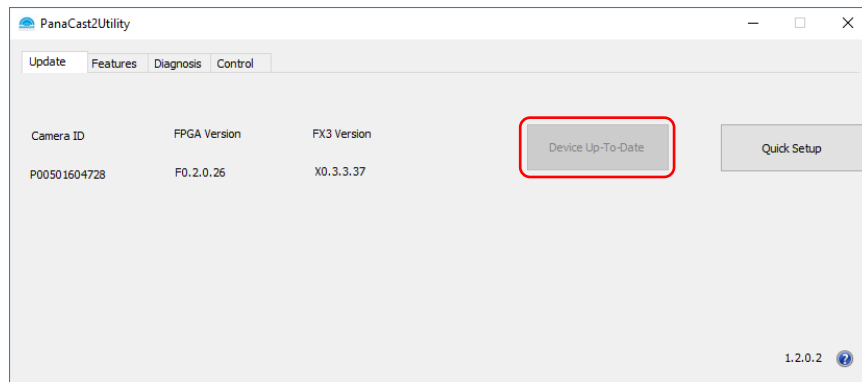 PanaCast2Utility
Update Features Diagnosis Control
Camera ID FPGA Version FX3 Version Device Up-To-Date Quick Setup
P00501604728 F0.2.0.26 X0.3.3.37
1.2.0.2 ?